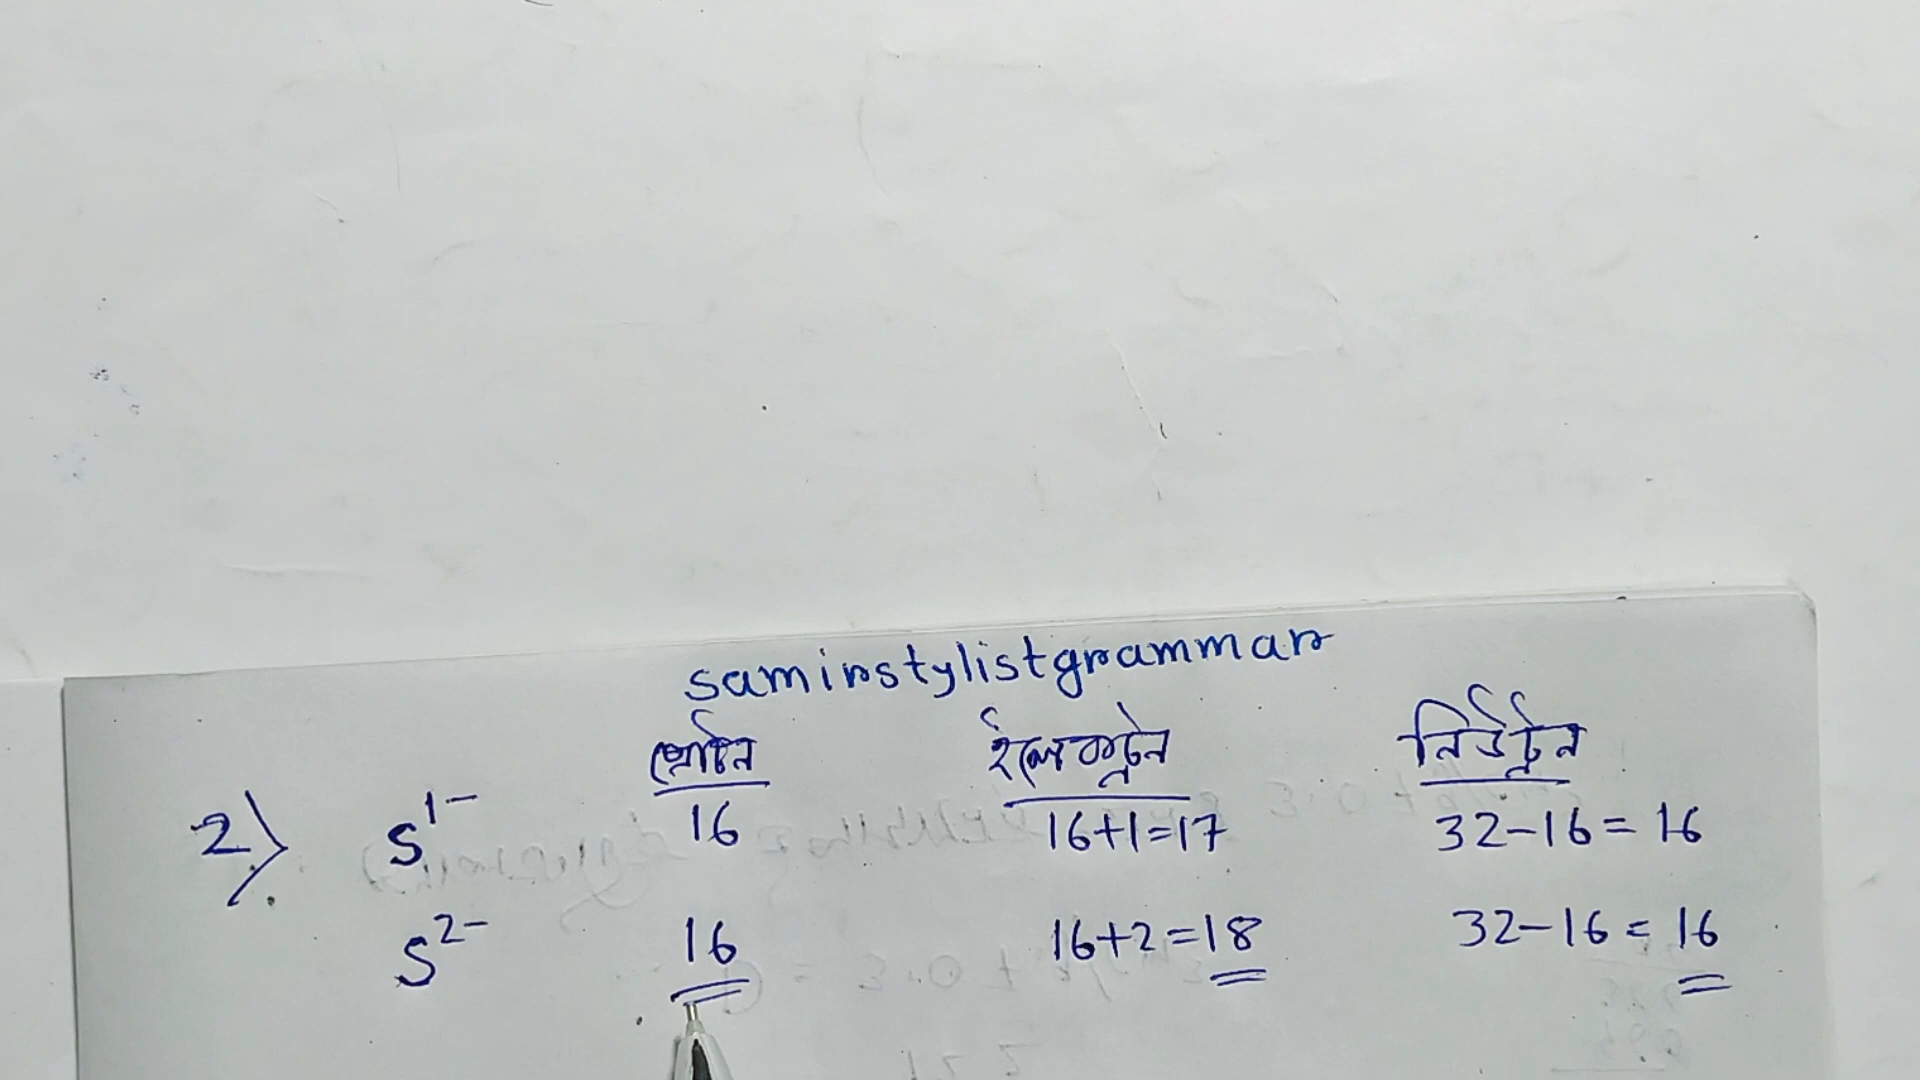 saminstylistgrammar
প্রোটন ইলেকট্রন নিউট্রন
2) S¹⁻ 16 16+1=17 32-16=16
S²⁻ 16 16+2=18 32-16=16